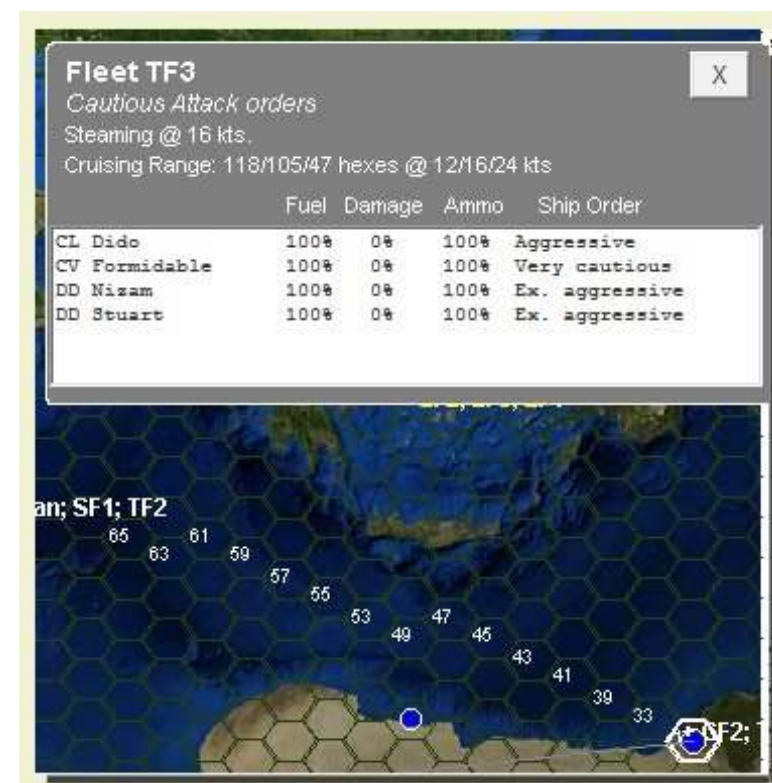 Fleet TF3
X
Cautious Attack orders
Steaming @ 16 kts.
Cruising Range: 118/105/47 hexes @ 12/16/24 kts
Fuel Damage Ammo Ship Order
CL Dido 100% 0% 100% Aggressive
CV Formidable 100% 0% 100% Very cautious
DD Nizam 100% 0% 100% Ex. aggressive
DD Stuart 100% 0% 100% Ex. aggressive
an; SF1; TF2
65 61
63 59
57
55
53 47
49 45
43
41
39
33
SF2;